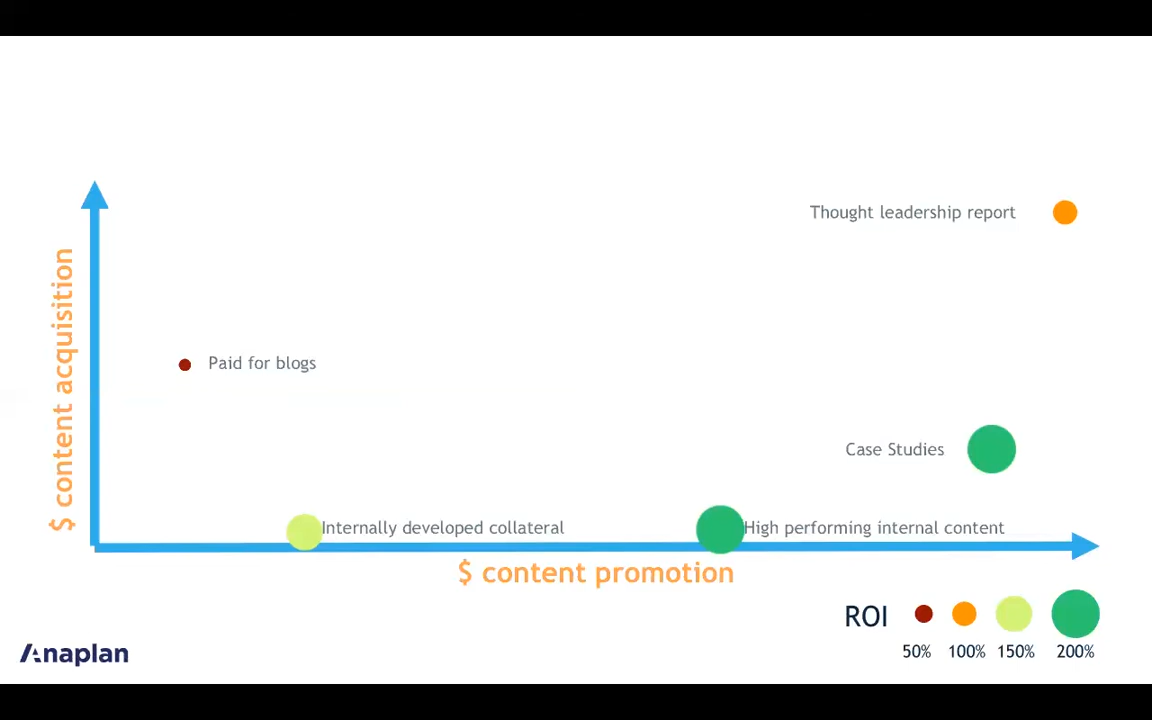 Thought leadership report
$ content acquisition
Paid for blogs
Case Studies
Internally developed collateral
High performing internal content
$ content promotion
ROI
50% 100% 150% 200%
Anaplan